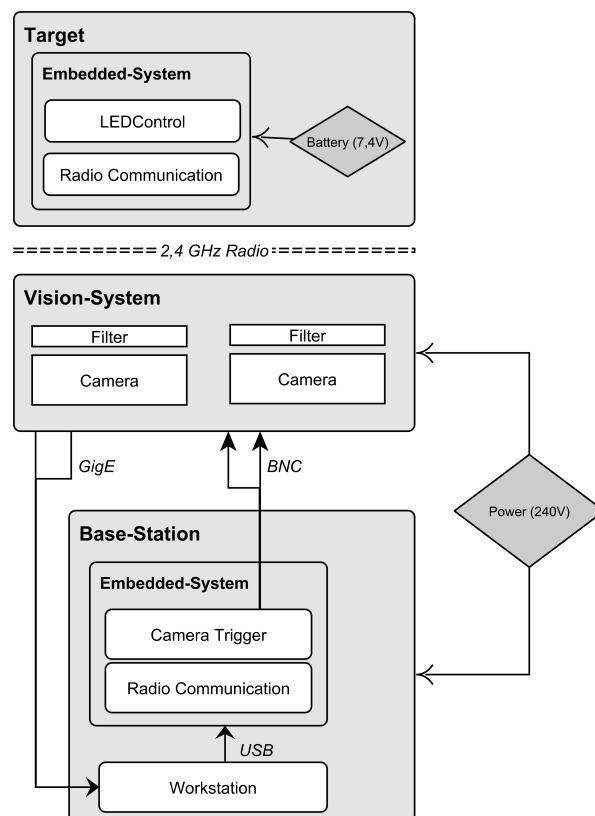 Target
Embedded-System
LEDControl
Battery (7,4V)
Radio Communication
2,4 GHz Radio
Vision-System
Filter
Filter
Camera
Camera
GigE
BNC
Power (240V)
Base-Station
Embedded-System
Camera Trigger
Radio Communication
USB
Workstation